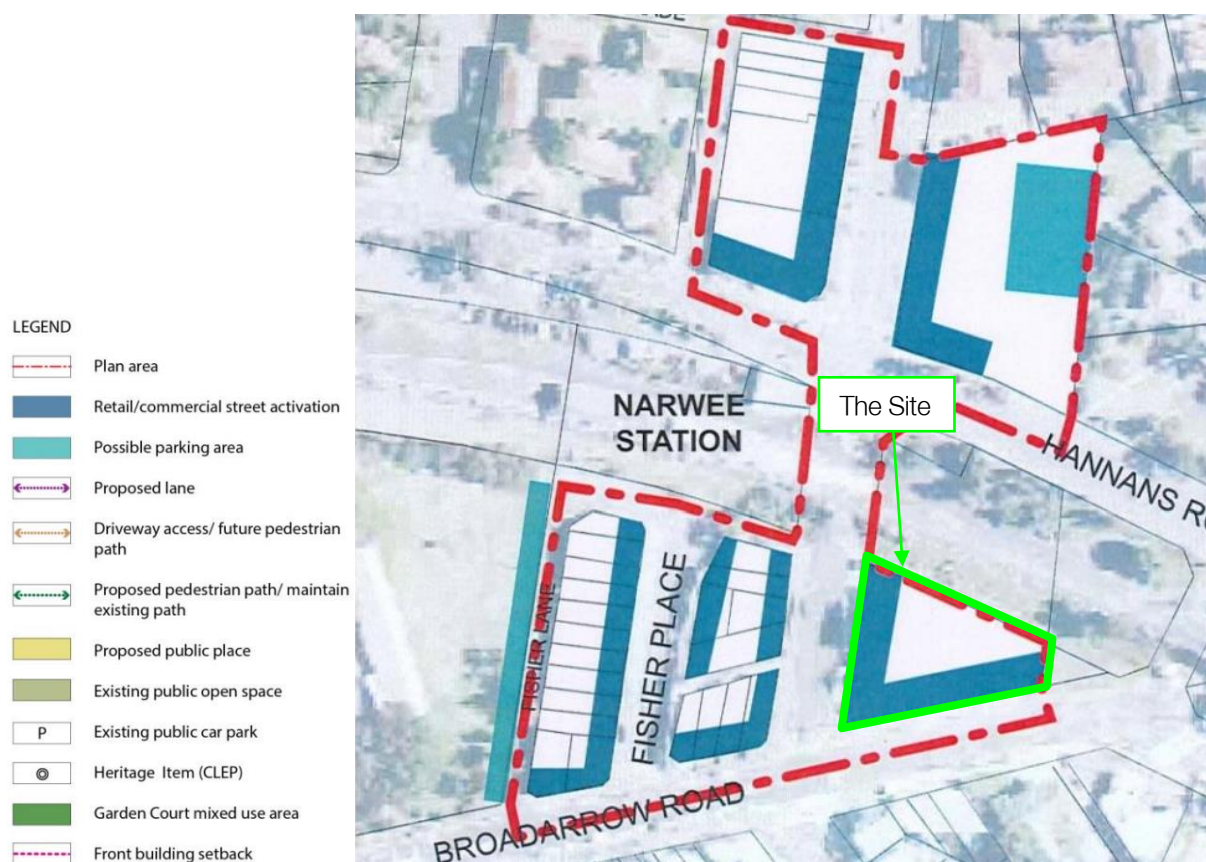 LEGEND
Plan area
Retail/commercial street activation
Possible parking area
Proposed lane
Driveway access/ future pedestrian
path
Proposed pedestrian path/ maintain
existing path
Proposed public place
Existing public open space
P
Existing public car park
Heritage Item (CLEP)
Garden Court mixed use area
Front building setback
NARWEE
STATION
The Site
HANNANS
FISHER LANE
FISHER PLACE
BROADARROW ROAD